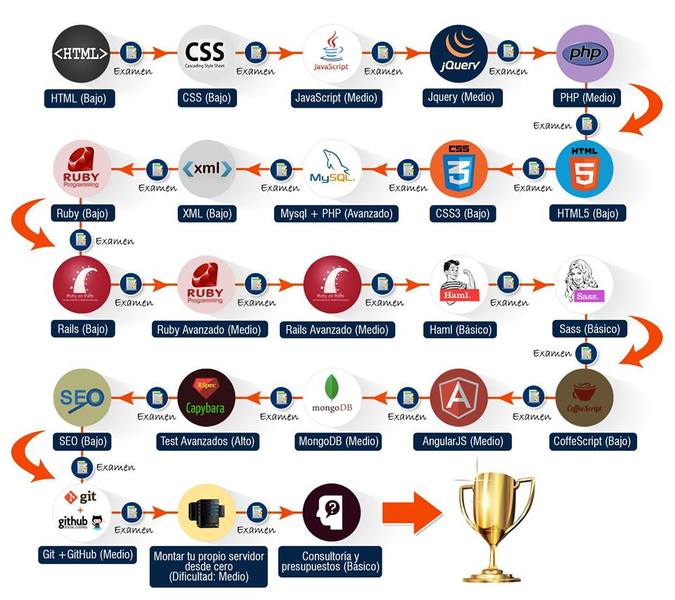 <HTML>
CSS
Cascading Style Sheet
JavaScript
jQuery
php
Examen
Examen
Examen
Examen
HTML (Bajo)
CSS (Bajo)
JavaScript (Medio)
Jquery (Medio)
PHP (Medio)
Examen
HTML
5
CSS
3
MySQL
xml
RUBY
Programming
Examen
Examen
Examen
Examen
Ruby (Bajo)
XML (Bajo)
Mysql + PHP (Avanzado)
CSS3 (Bajo)
HTML5 (Bajo)
Examen
Ruby on Rails
RUBY
Programming
Ruby on Rails
Haml.
Sass.
Examen
Examen
Examen
Examen
Rails (Bajo)
Ruby Avanzado (Medio)
Rails Avanzado (Medio)
Haml (Básico)
Sass (Básico)
Examen
SEO
RSpec
Capybara
mongoDB
A
CoffeeScript
Examen
Examen
Examen
Examen
SEO (Bajo)
Test Avanzados (Alto)
MongoDB (Medio)
AngularJS (Medio)
CoffeScript (Bajo)
Examen
git
+
github
SOCIAL CODING
?
Examen
Examen
Git +GitHub (Medio)
Montar tu propio servidor
desde cero
(Dificultad: Medio)
Consultoria y
presupuestos (Básico)